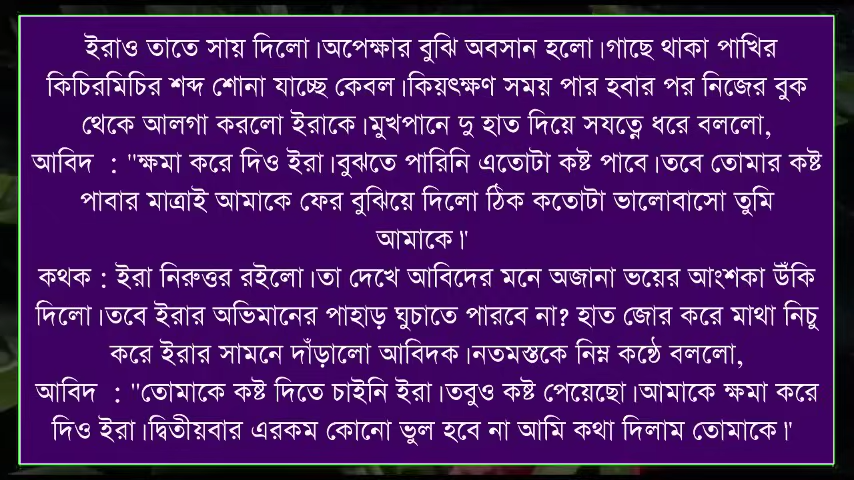 ইরাও তাতে সায় দিলো।অপেক্ষার বুঝি অবসান হলো।গাছে থাকা পাখির
কিচিরমিচির শব্দ শোনা যাচ্ছে কেবল।কিয়ৎক্ষণ সময় পার হবার পর নিজের বুক
থেকে আলগা করলো ইরাকে।মুখপানে দু হাত দিয়ে সযত্নে ধরে বললো,
আবিদ : "ক্ষমা করে দিও ইরা।বুঝতে পারিনি এতোটা কষ্ট পাবে।তবে তোমার কষ্ট
পাবার মাত্রাই আমাকে ফের বুঝিয়ে দিলো ঠিক কতোটা ভালোবাসো তুমি
আমাকে।"
কথক : ইরা নিরুত্তর রইলো।তা দেখে আবিদের মনে অজানা ভয়ের আংশকা উঁকি
দিলো।তবে ইরার অভিমানের পাহাড় ঘুচাতে পারবে না? হাত জোর করে মাথা নিচু
করে ইরার সামনে দাঁড়ালো আবিদক।নতমস্তকে নিম্ন কন্ঠে বললো,
আবিদ : "তোমাকে কষ্ট দিতে চাইনি ইরা।তবুও কষ্ট পেয়েছো।আমাকে ক্ষমা করে
দিও ইরা।দ্বিতীয়বার এরকম কোনো ভুল হবে না আমি কথা দিলাম তোমাকে।"